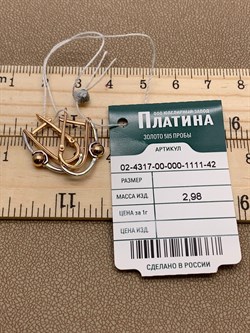 ООО ЮВЕЛИРНЫЙ ЗАВОД
ПЛАТИНА
ЗОЛОТО 585 ПРОБЫ
АРТИКУЛ
02-4317-00-000-1111-42
РАЗМЕР
МАССА ИЗД. 2,98
ЦЕНА за 1г
ЦЕНА ИЗД.
СДЕЛАНО В РОССИИ